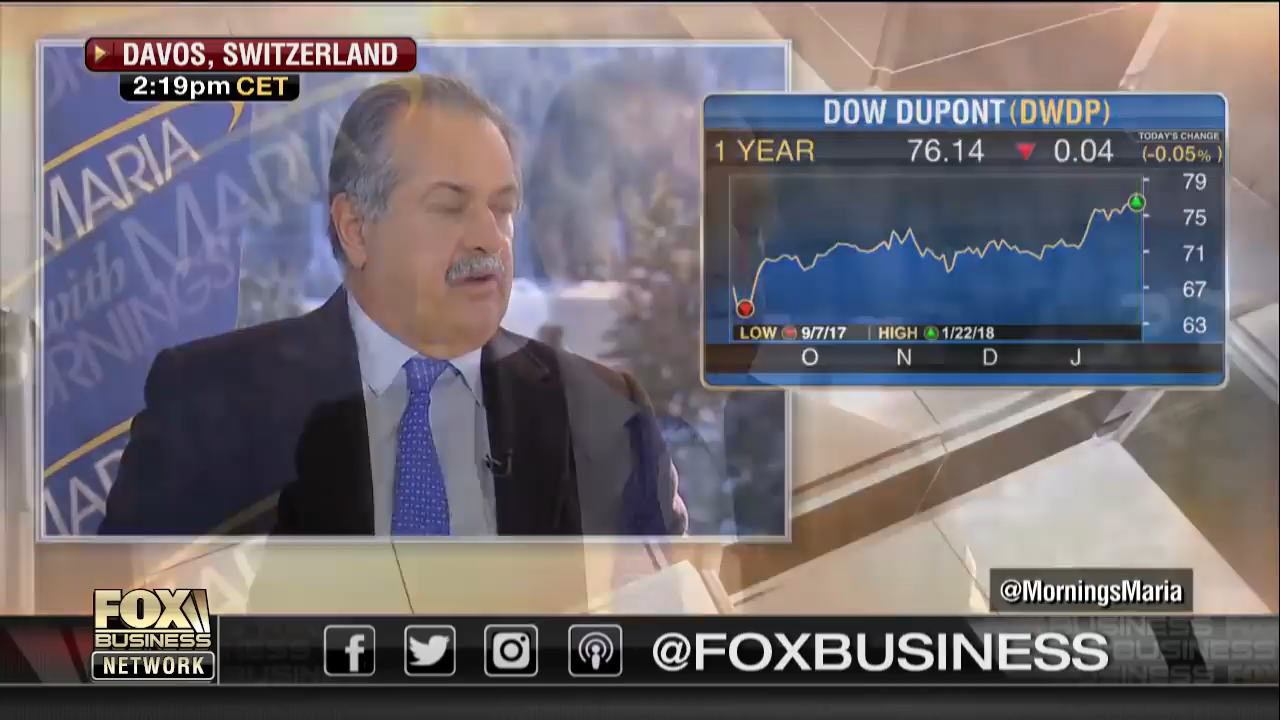 DAVOS, SWITZERLAND
2:19pm CET
MARIA
with MARIA
MORNINGS
DOW DUPONT (DWDP)
1 YEAR 76.14 0.04 TODAY'S CHANGE (-0.05%)
79
75
71
67
63
LOW 9/7/17 HIGH 1/22/18
O N D J
@MorningsMaria
FOX
BUSINESS
NETWORK
@FOXBUSINESS